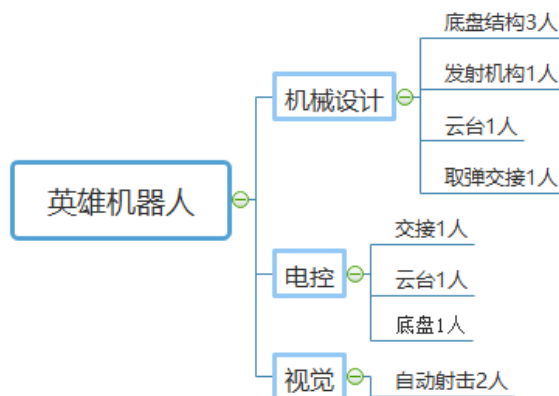 英雄机器人
机械设计
底盘结构3人
发射机构1人
云台1人
取弹交接1人
电控
交接1人
云台1人
底盘1人
视觉
自动射击2人